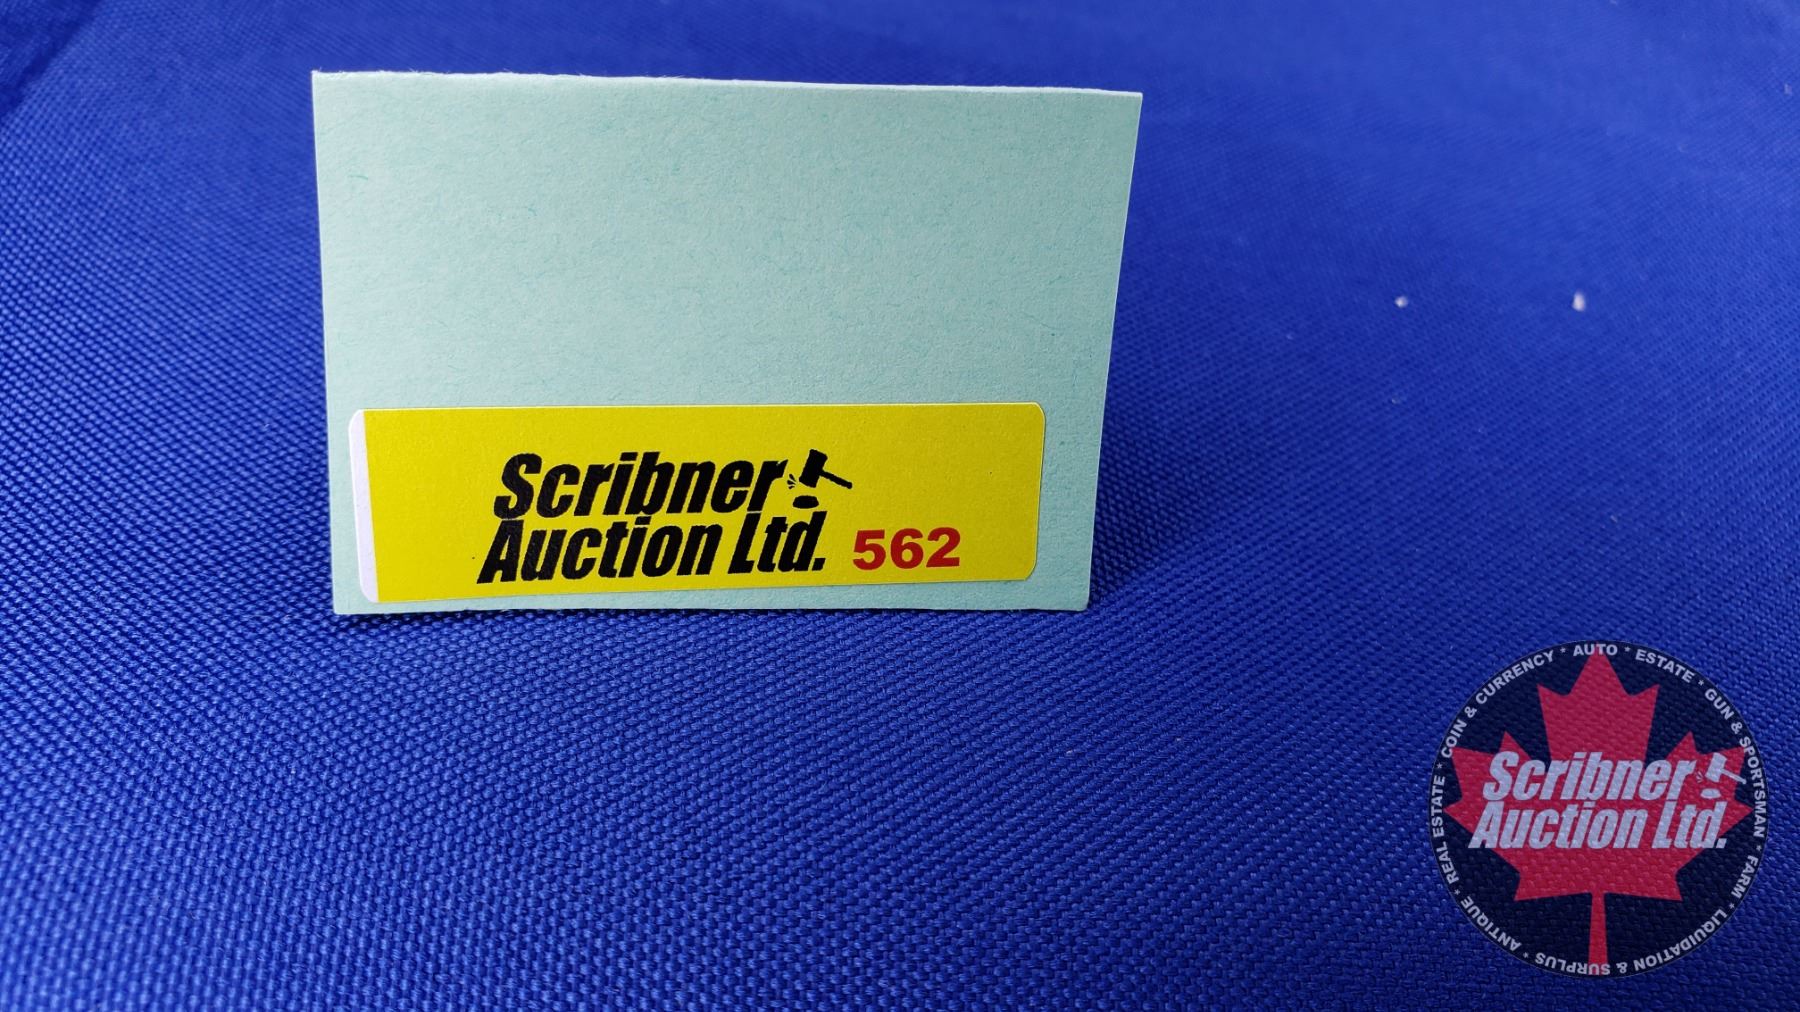 Scribner
Auction Ltd. 562
COIN & CURRENCY * AUTO * ESTATE * GUN & SPORTSMAN * FARM * LIQUIDATION & SURPLUS * ANTIQUE * REAL ESTATE *
Scribner
Auction Ltd.